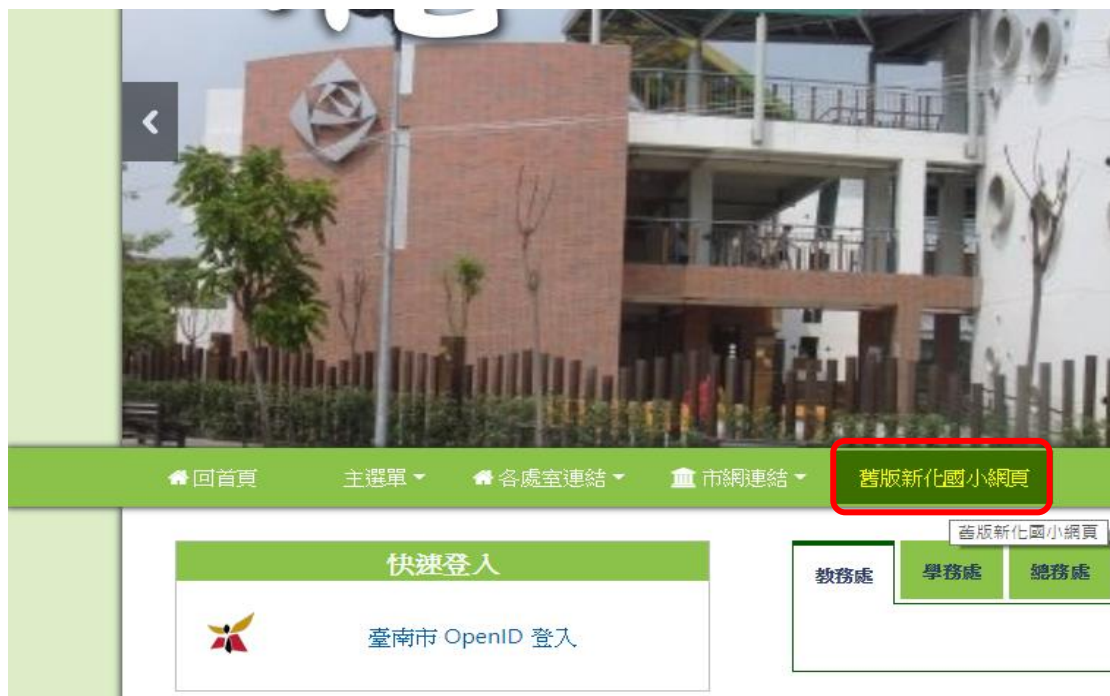 回首頁
主選單
各處室連結
市網連結
舊版新化國小網頁
舊版新化國小網頁
快速登入
臺南市 OpenID 登入
教務處
學務處
總務處